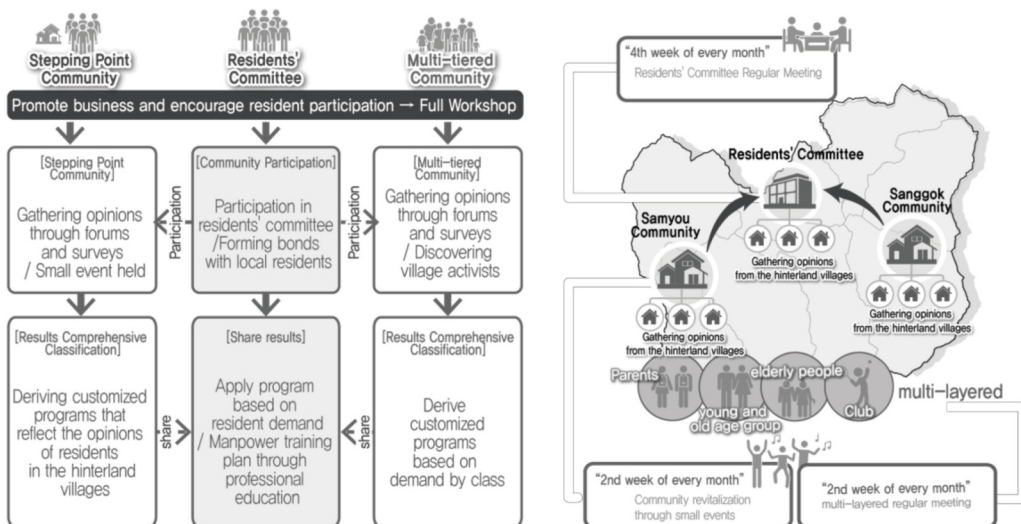 Stepping Point
Community
Residents'
Committee
Multi-tiered
Community
Promote business and encourage resident participation → Full Workshop
[Stepping Point
Community]
Gathering opinions
through forums
and surveys
/ Small event held
Participation
[Community Participation]
Participation in
residents' committee
/Forming bonds
with local residents
Participation
[Multi-tiered
Community]
Gathering opinions
through forums
and surveys
/ Discovering
village activists
[Results Comprehensive
Classification]
Deriving customized
programs that
reflect the opinions
of residents
in the hinterland
villages
share
[Share results]
Apply program
based on
resident demand
/ Manpower training
plan through
professional
education
share
[Results Comprehensive
Classification]
Derive
customized
programs
based on
demand by class
"4th week of every month"
Residents' Committee Regular Meeting
Residents' Committee
Gathering opinions
from the hinterland villages
Samyou
Community
Gathering opinions
from the hinterland villages
Sanggok
Community
Gathering opinions
from the hinterland villages
Parents
young and
old age group
elderly people
Club
multi-layered
"2nd week of every month"
Community revitalization
through small events
"2nd week of every month"
multi-layered regular meeting